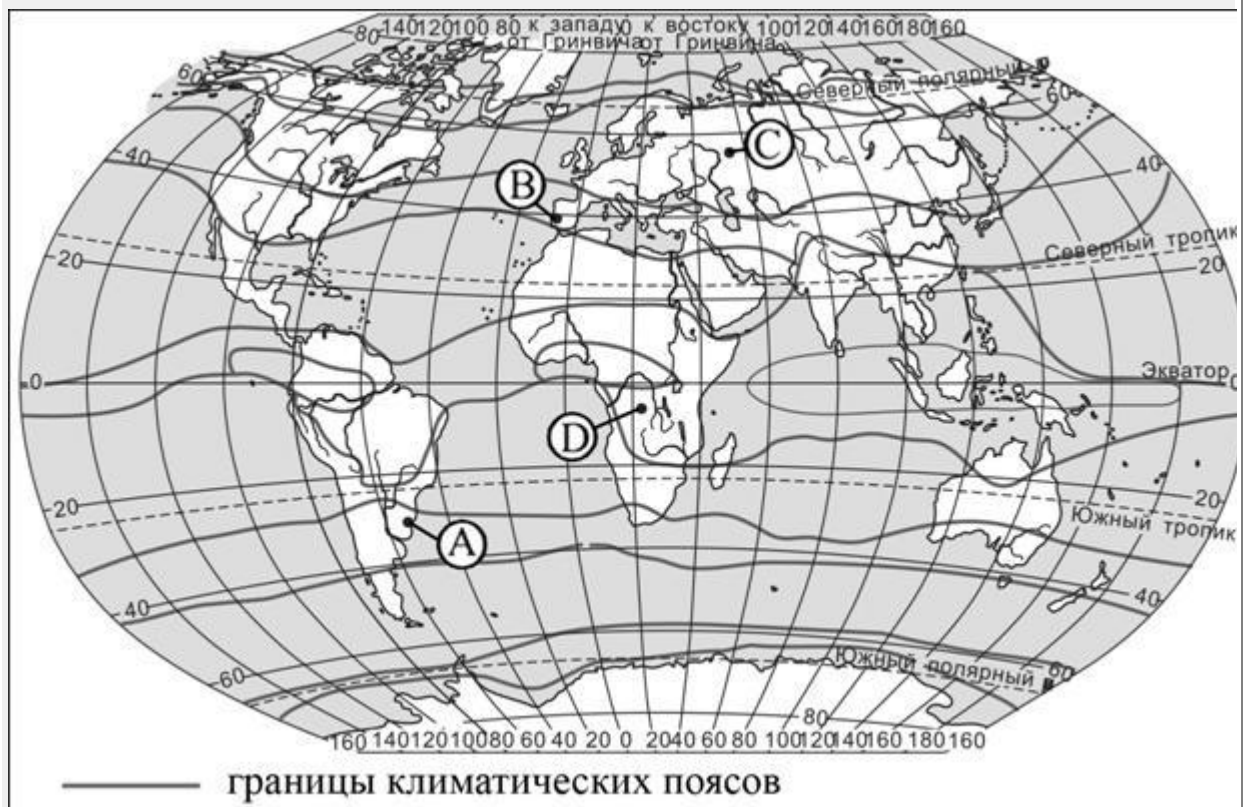 140 120 100 80 к западу 0 к востоку 100 120 140 160 180 160
от Гринвича от Гринвича
80
60
Северный полярный
60
C
40
40
B
Северный тропик
20
20
Экватор
0
0
D
20
20
Южный тропик
A
40
40
60
Южный полярный
60
80
160 140 120 100 80 60 40 20 0 20 40 60 80 100 120 140 160 180 160
границы климатических поясов